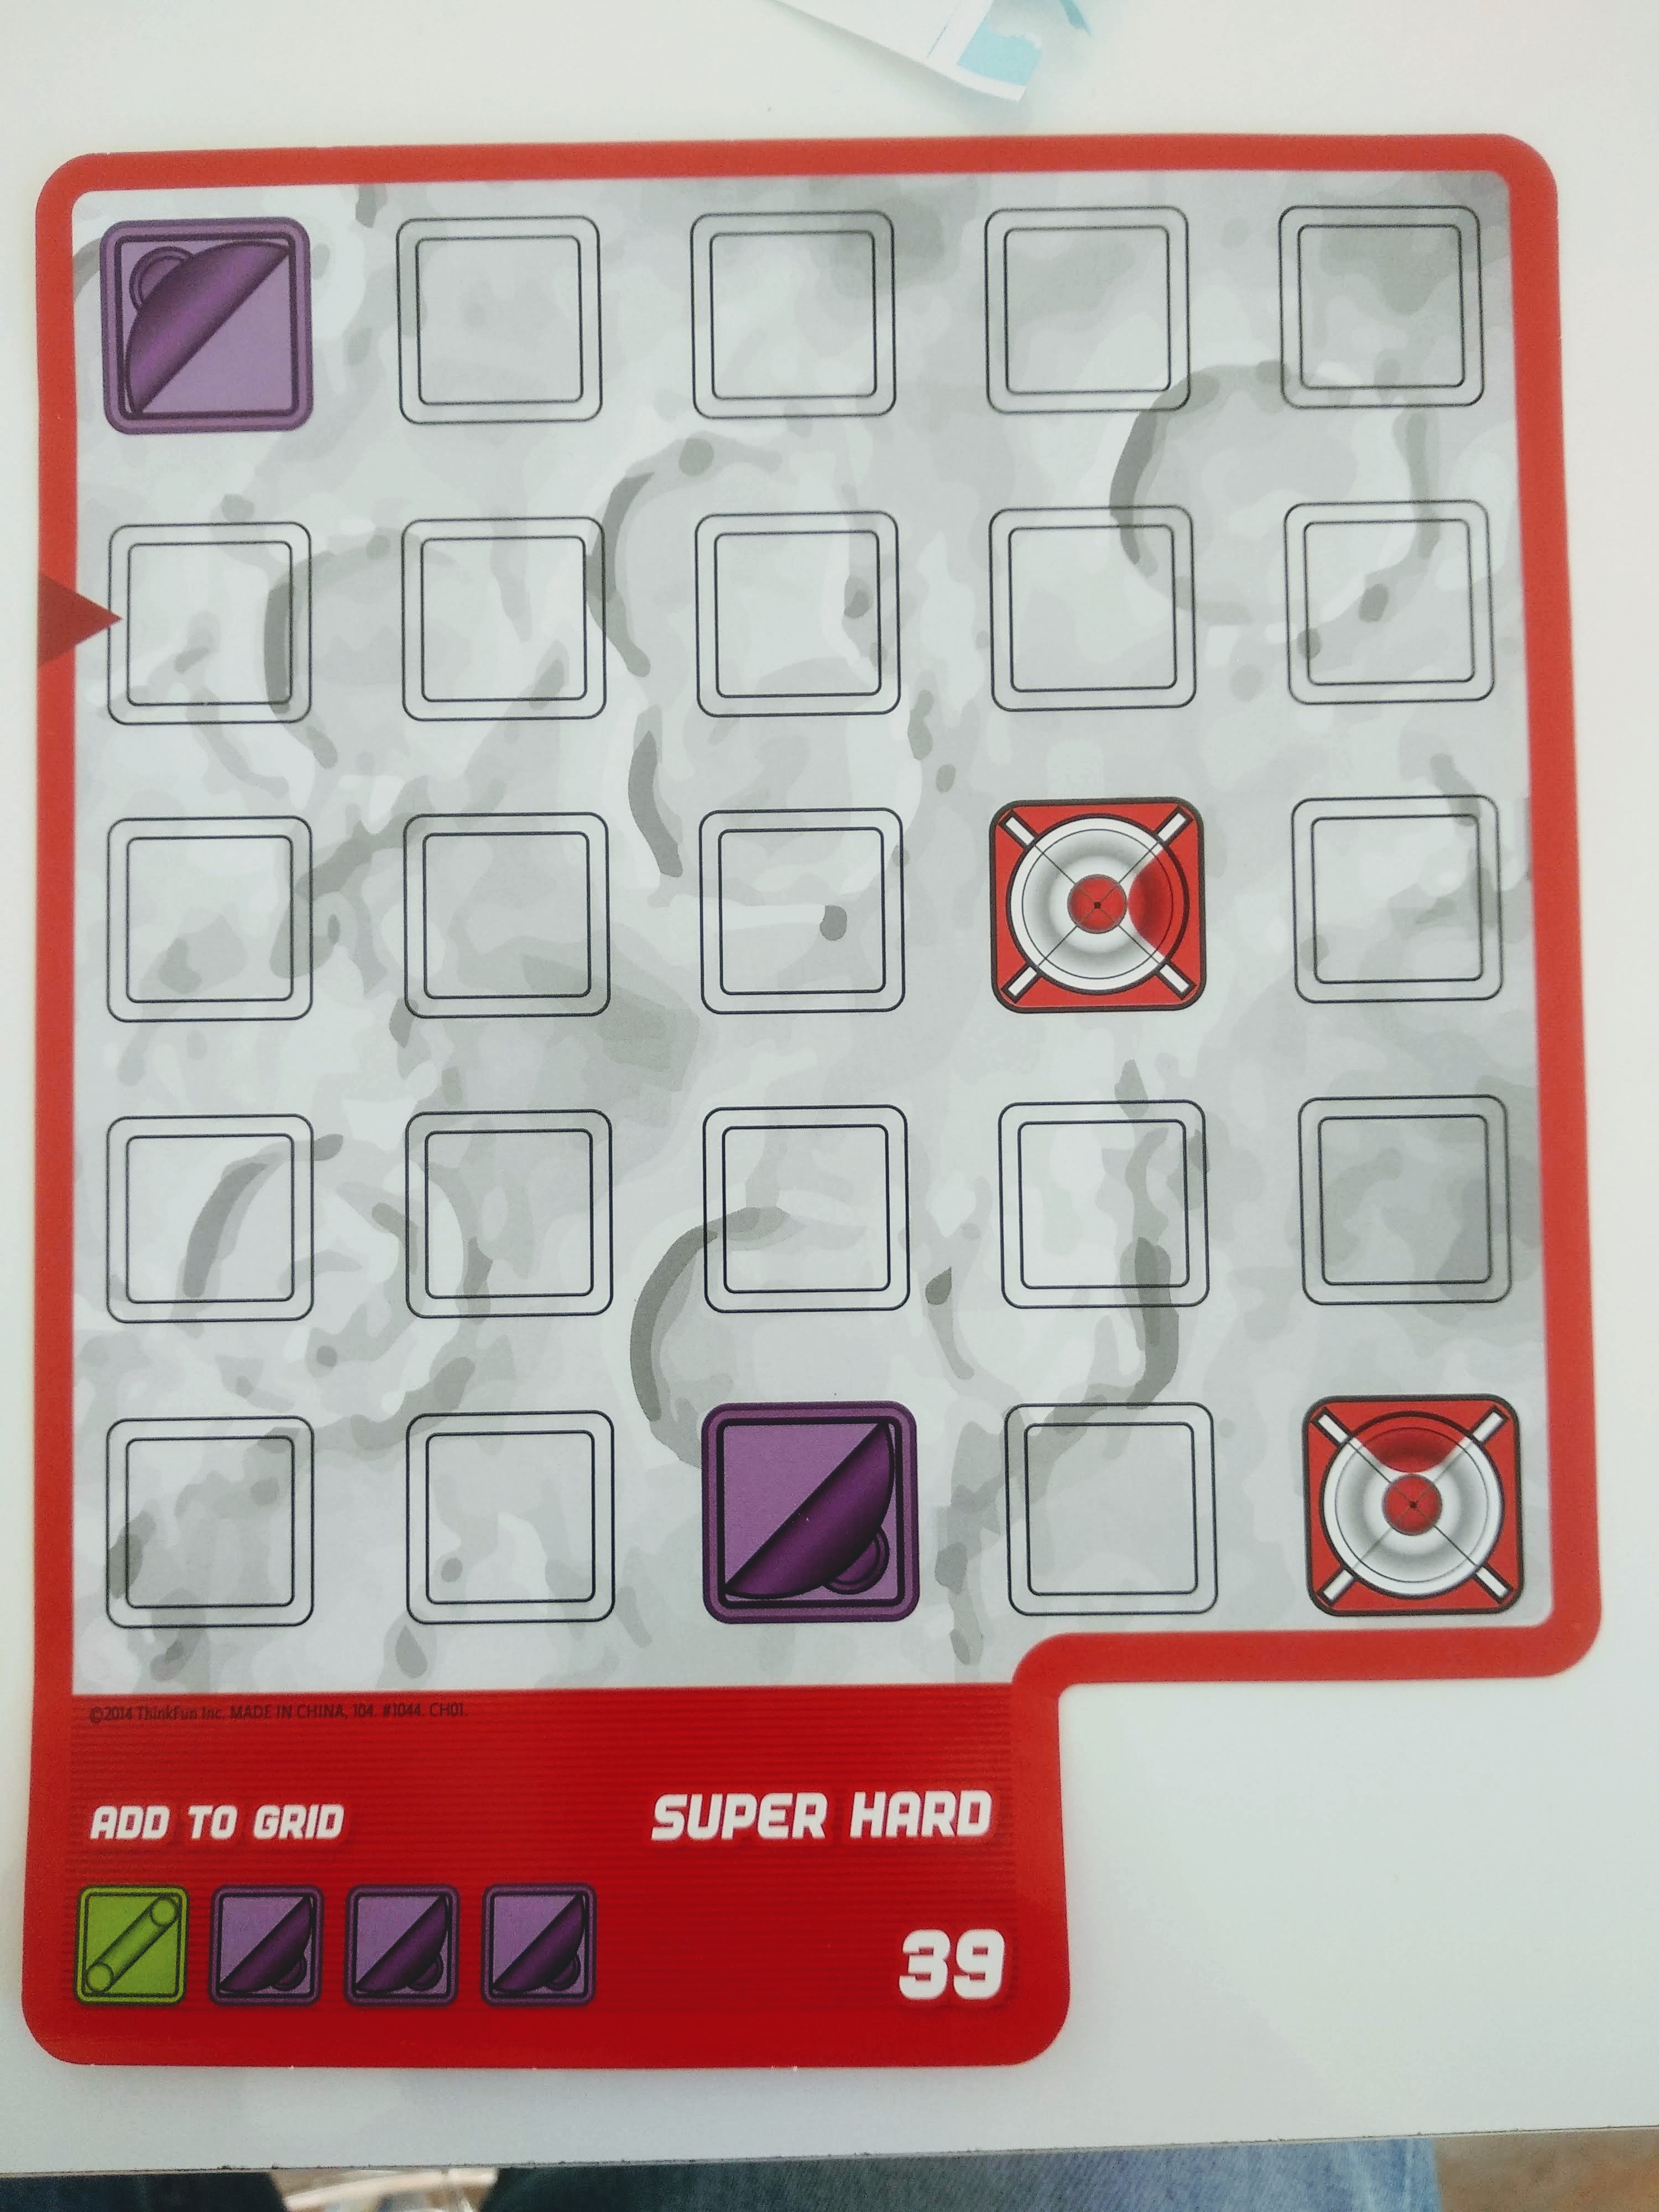 ©2014 ThinkFun Inc. MADE IN CHINA, 104. #1044. CH01.
ADD TO GRID
SUPER HARD
39